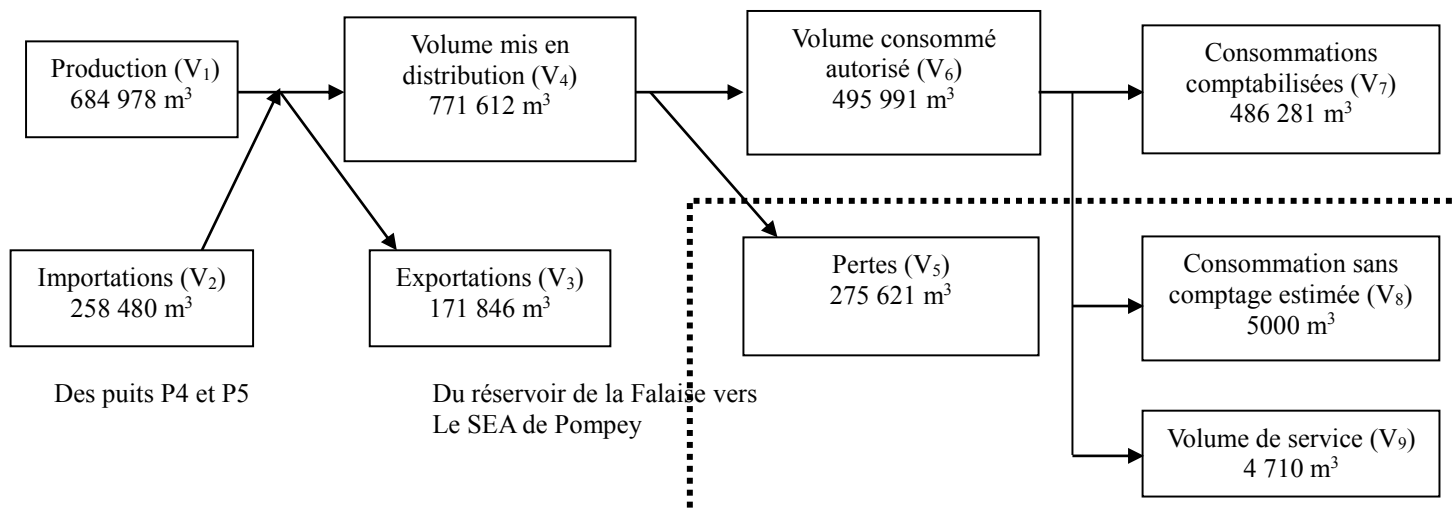 Production (V₁)
684 978 m³
Volume mis en
distribution (V₄)
771 612 m³
Volume consommé
autorisé (V₆)
495 991 m³
Consommations
comptabilisées (V₇)
486 281 m³
Importations (V₂)
258 480 m³
Exportations (V₃)
171 846 m³
Pertes (V₅)
275 621 m³
Consommation sans
comptage estimée (V₈)
5000 m³
Des puits P4 et P5
Du réservoir de la Falaise vers
Le SEA de Pompey
Volume de service (V₉)
4 710 m³